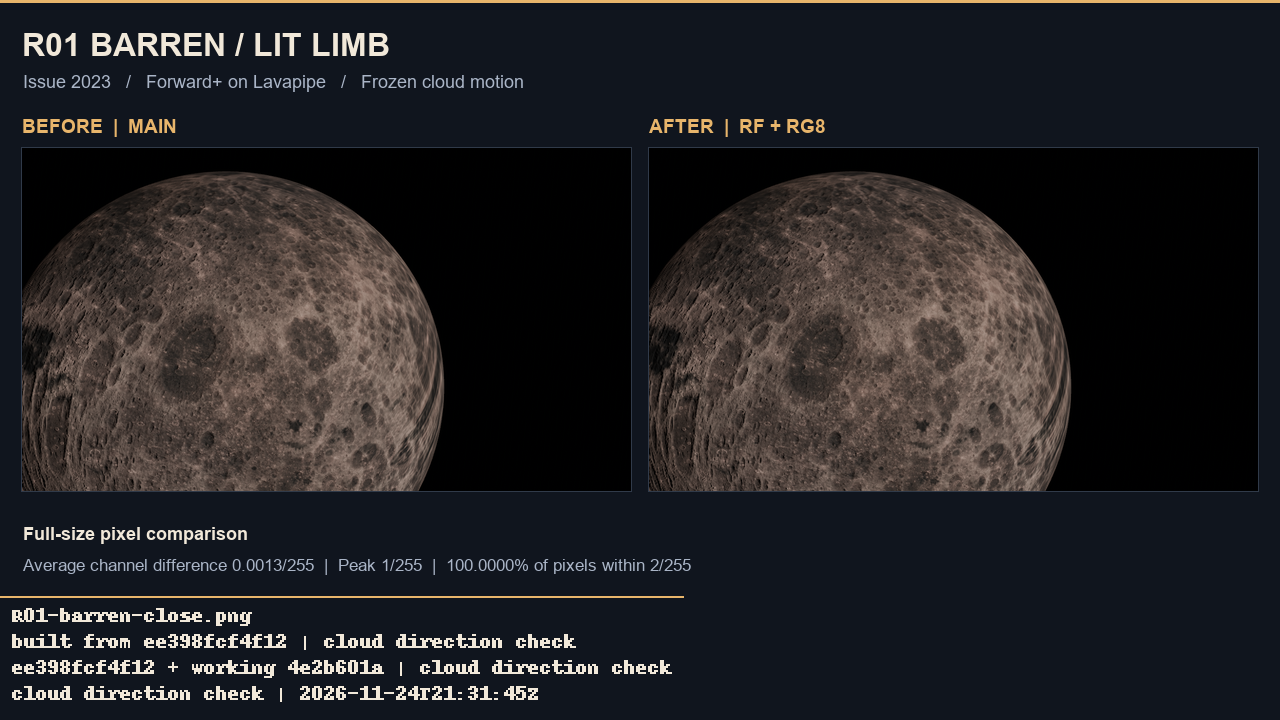 R01 BARREN / LIT LIMB
Issue 2023 / Forward+ on Lavapipe / Frozen cloud motion
BEFORE | MAIN
AFTER | RF + RG8
Full-size pixel comparison
Average channel difference 0.0013/255 | Peak 1/255 | 100.0000% of pixels within 2/255
R01-barren-close.png
built from ee398fcf4f12 | cloud direction check
ee398fcf4f12 + working 4e2b601a | cloud direction check
cloud direction check | 2026-11-24T21:31:45Z